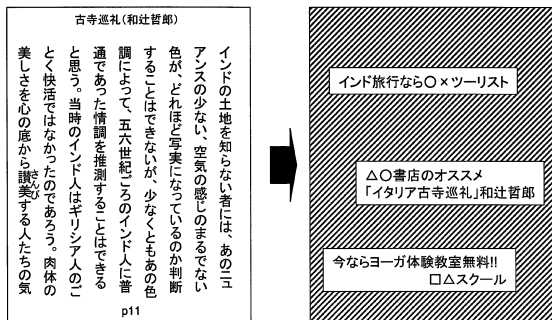 古寺巡礼(和辻哲郎)
インドの土地を知らない者には、あのニュ
アンスの少ない、空気の感じのまるでない
色が、どれほど写実になっているのか判断
することはできないが、少なくともあの色
調によって、五六世紀ごろのインド人に普
通であった情調を推測することはできる
と思う。当時のインド人はギリシア人のご
とく快活ではなかったのであろう。肉体の
美しさを心の底から讃美する人たちの気
さんび
p11
インド旅行なら○×ツーリスト
△○書店のオススメ
「イタリア古寺巡礼」和辻哲郎
今ならヨーガ体験教室無料!!
□△スクール